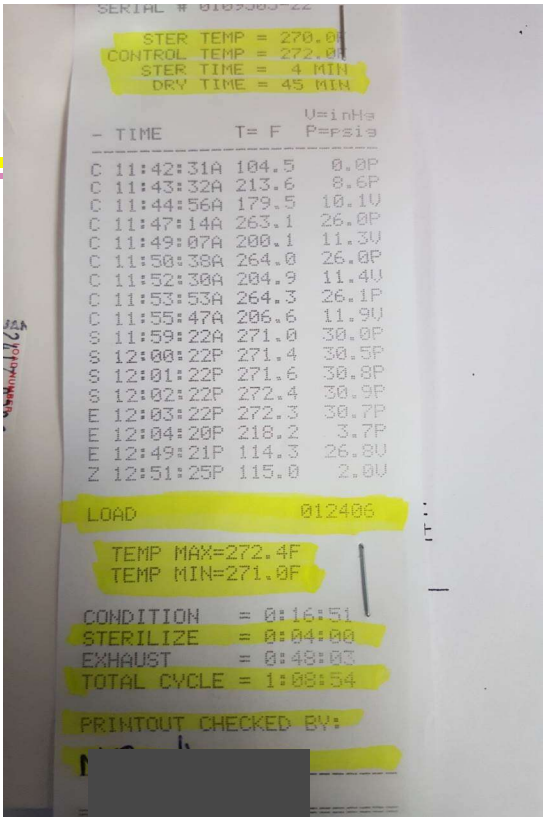 SERIAL # 0109503-22
STER TEMP = 270.0F
CONTROL TEMP = 272.0F
STER TIME = 4 MIN
DRY TIME = 45 MIN
V=inHg
- TIME T= F P=psig
C 11:42:31A 104.5 0.0P
C 11:43:32A 213.6 8.6P
C 11:44:56A 179.5 10.1V
C 11:47:14A 263.1 26.0P
C 11:49:07A 200.1 11.3V
C 11:50:38A 264.0 26.0P
C 11:52:30A 204.9 11.4V
C 11:53:53A 264.3 26.1P
C 11:55:47A 206.6 11.9V
S 11:59:22A 271.0 30.0P
S 12:00:22P 271.4 30.5P
S 12:01:22P 271.6 30.8P
S 12:02:22P 272.4 30.9P
E 12:03:22P 272.3 30.7P
E 12:04:20P 218.2 3.7P
E 12:49:21P 114.3 26.8V
Z 12:51:25P 115.0 2.0V
LOAD 012406
TEMP MAX=272.4F
TEMP MIN=271.0F
CONDITION = 0:16:51
STERILIZE = 0:04:00
EXHAUST = 0:48:03
TOTAL CYCLE = 1:08:54
PRINTOUT CHECKED BY:
LOAD NUMBER